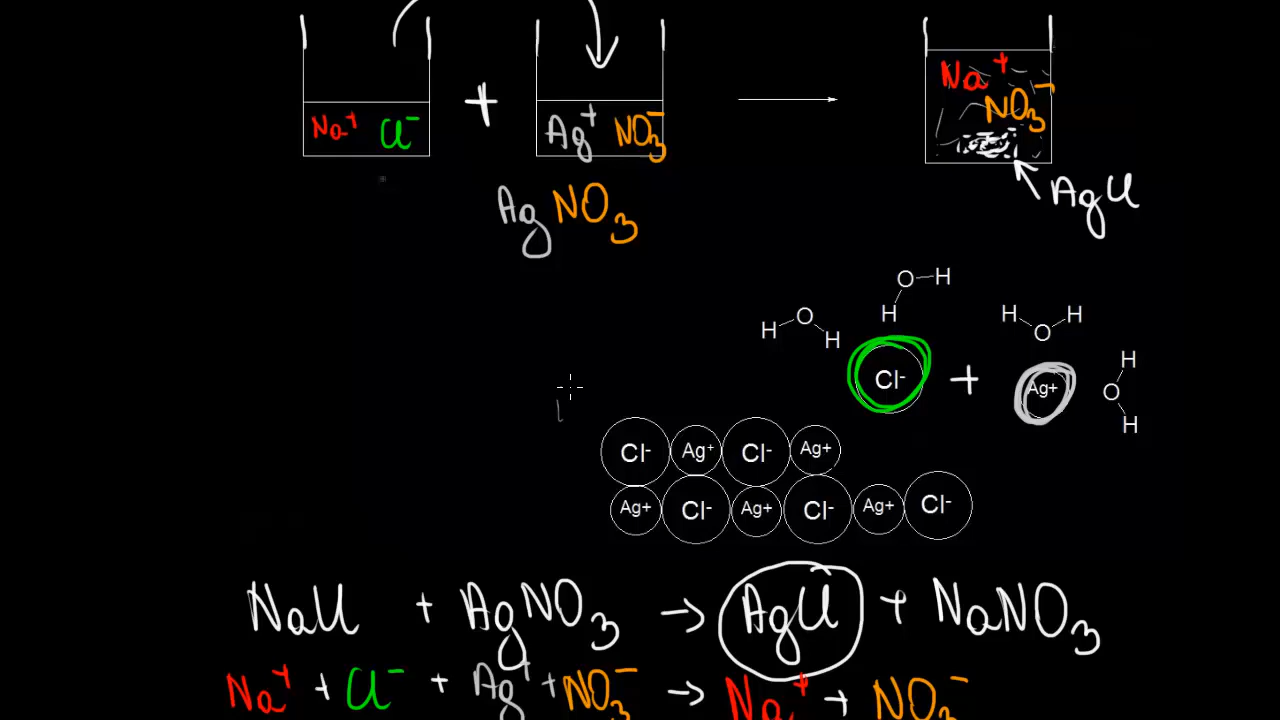 Na⁺ Cl⁻ + Ag⁺ NO₃⁻ → Na⁺ NO₃⁻
AgNO₃
AgCl
H O H
H O H
H O H
Cl⁻ + Ag+
H O H
Cl⁻ Ag⁺ Cl⁻ Ag⁺
Ag+ Cl⁻ Ag+ Cl⁻ Ag+ Cl⁻
NaCl + AgNO₃ → AgCl + NaNO₃
Na⁺ + Cl⁻ + Ag⁺ + NO₃⁻ → Na⁺ + NO₃⁻